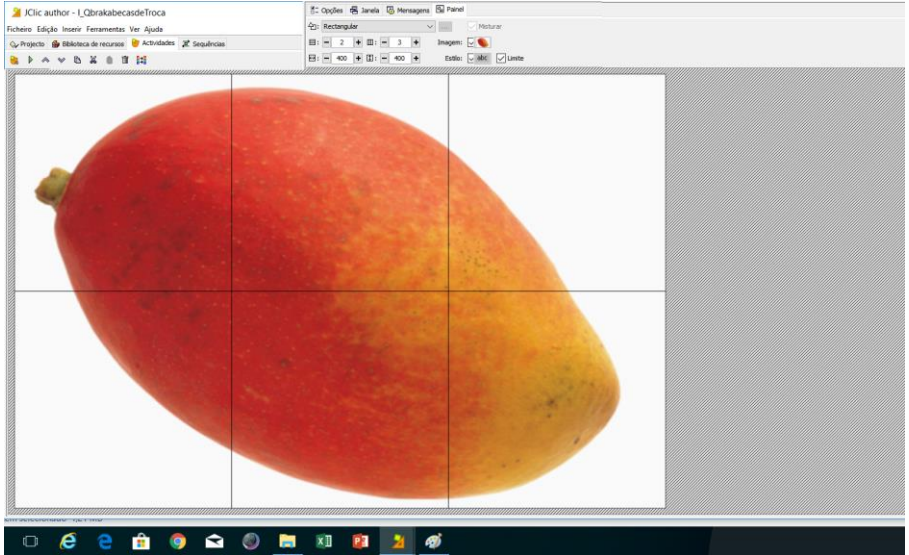 JClic author - I_QbrakabecasdeTroca
Ficheiro Edição Inserir Ferramentas Ver Ajuda
Projecto Biblioteca de recursos Actividades Sequências
Opções Janela Mensagens Painel
Rectangular ... Misturar
: - 2 + : - 3 + Imagem:
: - 400 + : - 400 + Estilo: abc Limite